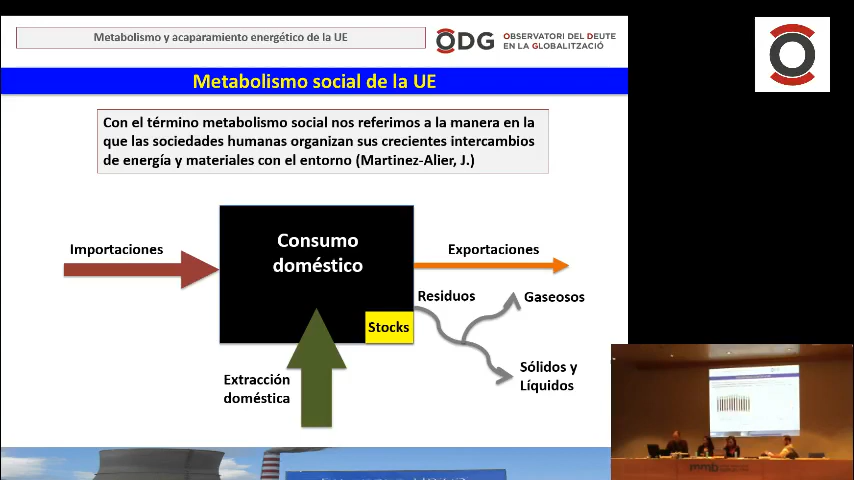 Metabolismo y acaparamiento energético de la UE
ODG
OBSERVATORI DEL DEUTE
EN LA GLOBALITZACIÓ
Metabolismo social de la UE
Con el término metabolismo social nos referimos a la manera en la
que las sociedades humanas organizan sus crecientes intercambios
de energía y materiales con el entorno (Martinez-Alier, J.)
Importaciones
Consumo
doméstico
Exportaciones
Residuos
Gaseosos
Stocks
Sólidos y
Líquidos
Extracción
doméstica
mmb